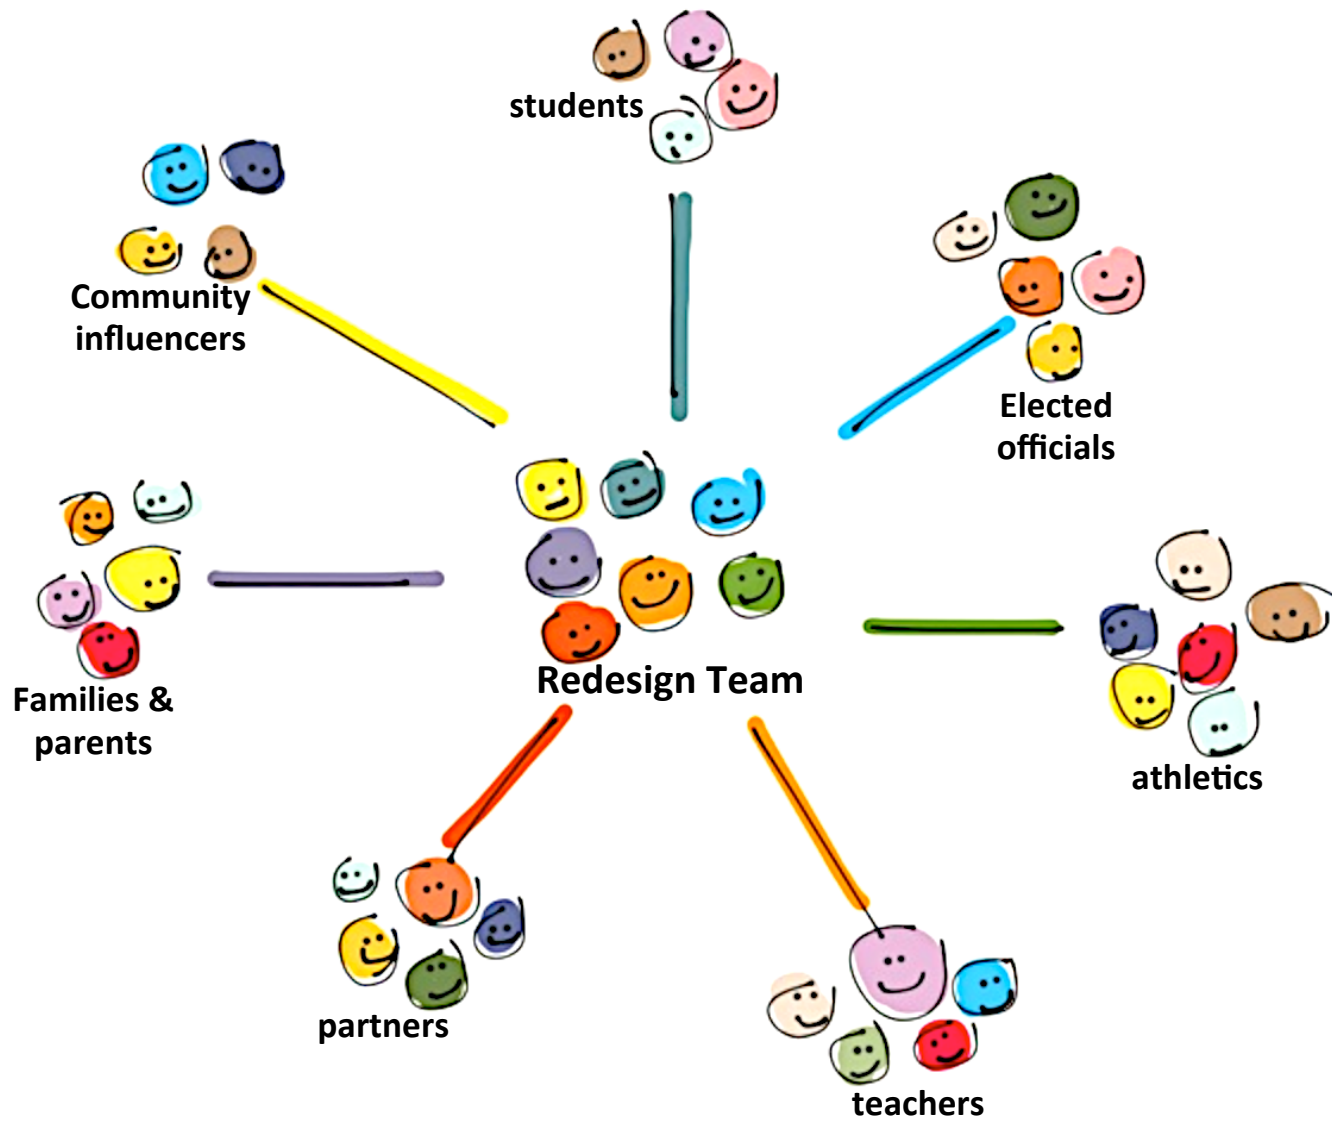 students
Community
influencers
Elected
officials
Redesign Team
Families &
parents
athletics
partners
teachers